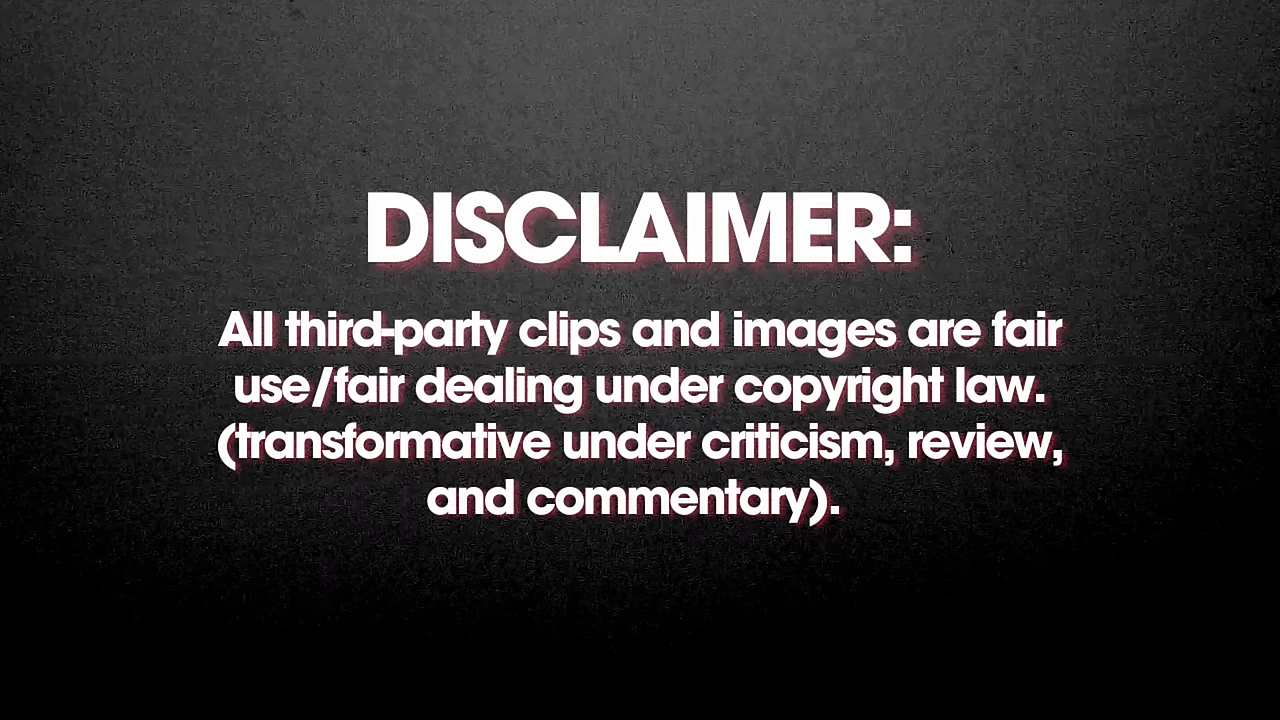 DISCLAIMER:
All third-party clips and images are fair
use/fair dealing under copyright law.
(transformative under criticism, review,
and commentary).